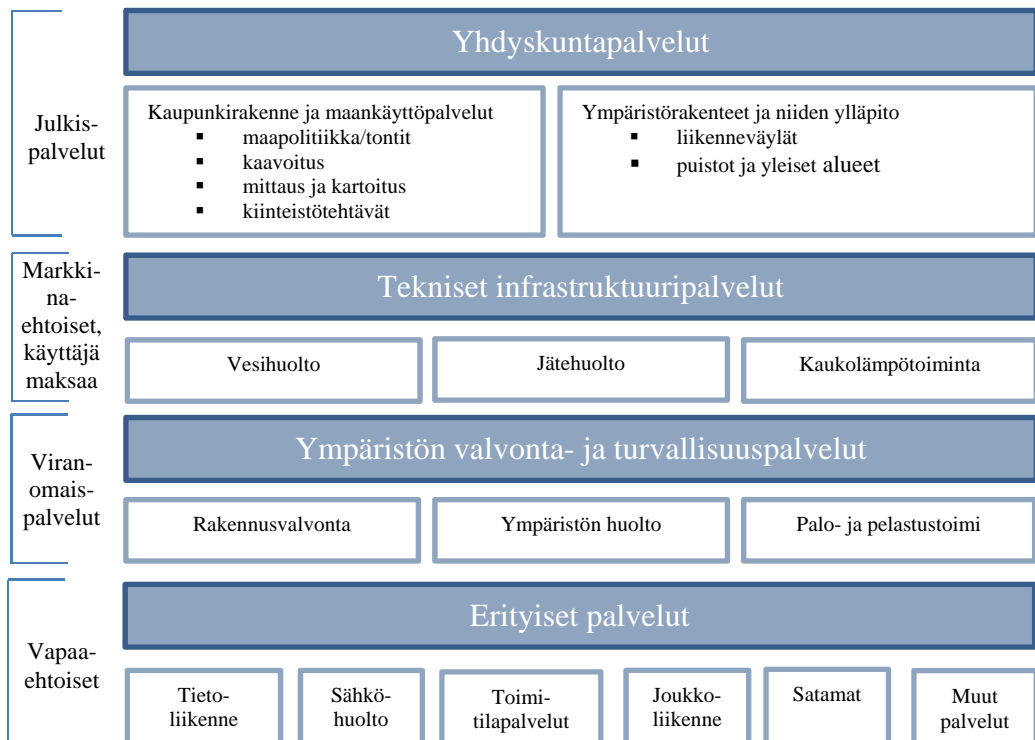 Julkis-
palvelut
Yhdyskuntapalvelut
Kaupunkirakenne ja maankäyttöpalvelut
▪ maapolitiikka/tontit
▪ kaavoitus
▪ mittaus ja kartoitus
▪ kiinteistötehtävät
Ympäristörakenteet ja niiden ylläpito
▪ liikenneväylät
▪ puistot ja yleiset alueet
Markki-
na-
ehtoiset,
käyttäjä
maksaa
Tekniset infrastruktuuripalvelut
Vesihuolto
Jätehuolto
Kaukolämpötoiminta
Viran-
omais-
palvelut
Ympäristön valvonta- ja turvallisuuspalvelut
Rakennusvalvonta
Ympäristön huolto
Palo- ja pelastustoimi
Vapaa-
ehtoiset
Erityiset palvelut
Tieto-
liikenne
Sähkö-
huolto
Toimi-
tilapalvelut
Joukko-
liikenne
Satamat
Muut
palvelut